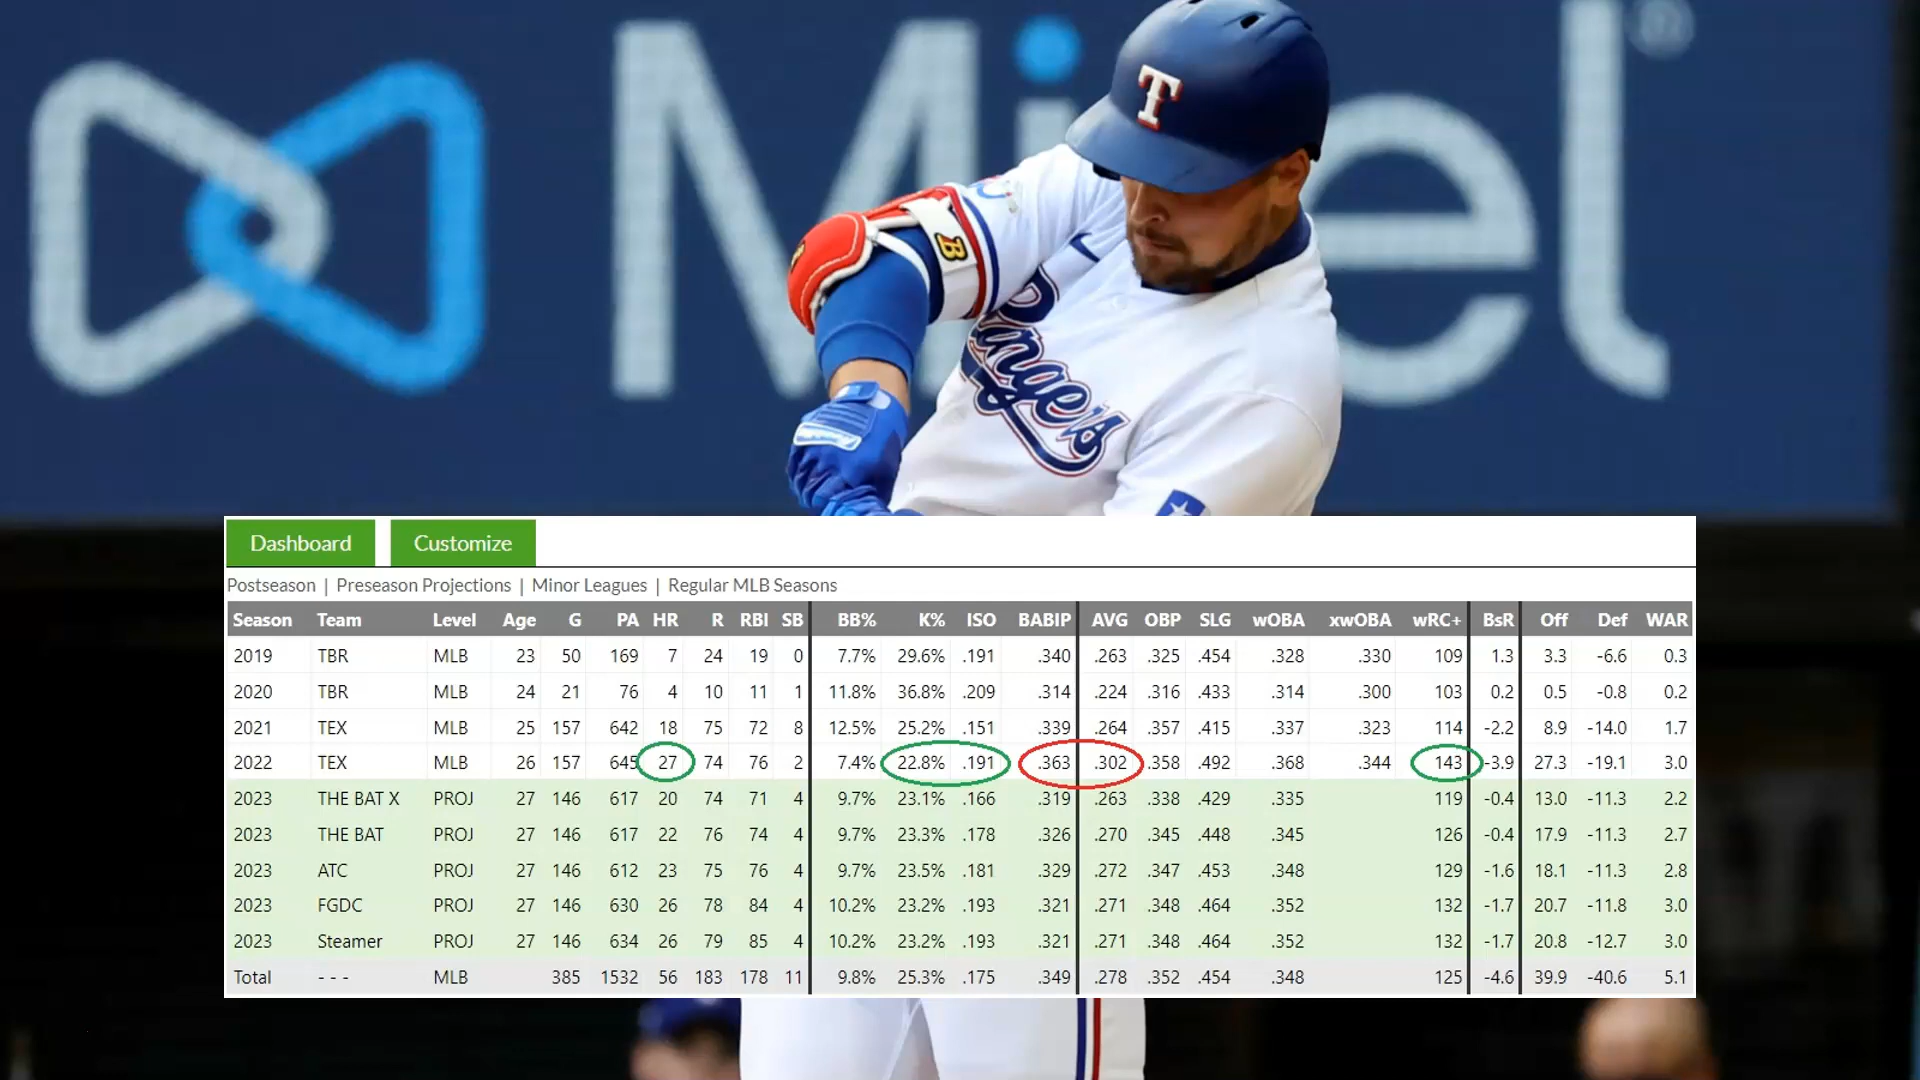 Mitel ®
T
B
Rangers
Dashboard Customize
Postseason | Preseason Projections | Minor Leagues | Regular MLB Seasons
Season Team Level Age G PA HR R RBI SB BB% K% ISO BABIP AVG OBP SLG wOBA xwOBA wRC+ BsR Off Def WAR
2019 TBR MLB 23 50 169 7 24 19 0 7.7% 29.6% .191 .340 .263 .325 .454 .328 .330 109 1.3 3.3 -6.6 0.3
2020 TBR MLB 24 21 76 4 10 11 1 11.8% 36.8% .209 .314 .224 .316 .433 .314 .300 103 0.2 0.5 -0.8 0.2
2021 TEX MLB 25 157 642 18 75 72 8 12.5% 25.2% .151 .339 .264 .357 .415 .337 .323 114 -2.2 8.9 -14.0 1.7
2022 TEX MLB 26 157 645 27 74 76 2 7.4% 22.8% .191 .363 .302 .358 .492 .368 .344 143 -3.9 27.3 -19.1 3.0
2023 THE BAT X PROJ 27 146 617 20 74 71 4 9.7% 23.1% .166 .319 .263 .338 .429 .335 119 -0.4 13.0 -11.3 2.2
2023 THE BAT PROJ 27 146 617 22 76 74 4 9.7% 23.3% .178 .326 .270 .345 .448 .345 126 -0.4 17.9 -11.3 2.7
2023 ATC PROJ 27 146 612 23 75 76 4 9.7% 23.5% .181 .329 .272 .347 .453 .348 129 -1.6 18.1 -11.3 2.8
2023 FGDC PROJ 27 146 630 26 78 84 4 10.2% 23.2% .193 .321 .271 .348 .464 .352 132 -1.7 20.7 -11.8 3.0
2023 Steamer PROJ 27 146 634 26 79 85 4 10.2% 23.2% .193 .321 .271 .348 .464 .352 132 -1.7 20.8 -12.7 3.0
Total - - - MLB 385 1532 56 183 178 11 9.8% 25.3% .175 .349 .278 .352 .454 .348 125 -4.6 39.9 -40.6 5.1